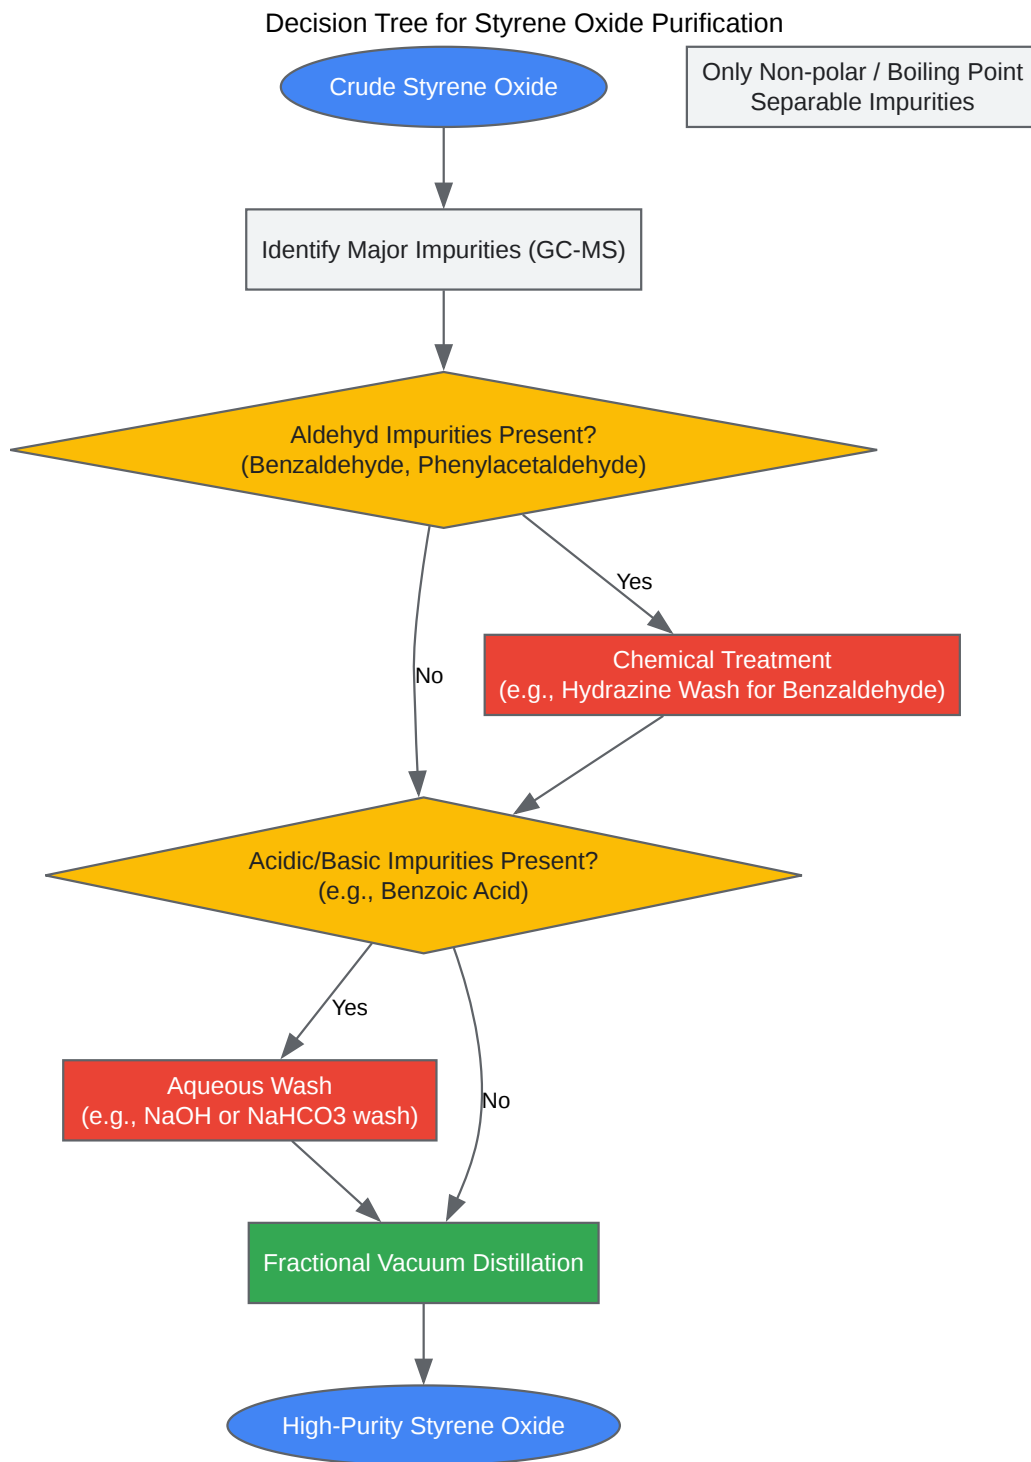 Decision Tree for Styrene Oxide Purification
Crude Styrene Oxide
Only Non-polar / Boiling Point
Separable Impurities
Identify Major Impurities (GC-MS)
Aldehyd Impurities Present?
(Benzaldehyde, Phenylacetaldehyde)
Yes
Chemical Treatment
(e.g., Hydrazine Wash for Benzaldehyde)
No
Acidic/Basic Impurities Present?
(e.g., Benzoic Acid)
Yes
Aqueous Wash
(e.g., NaOH or NaHCO3 wash)
No
Fractional Vacuum Distillation
High-Purity Styrene Oxide